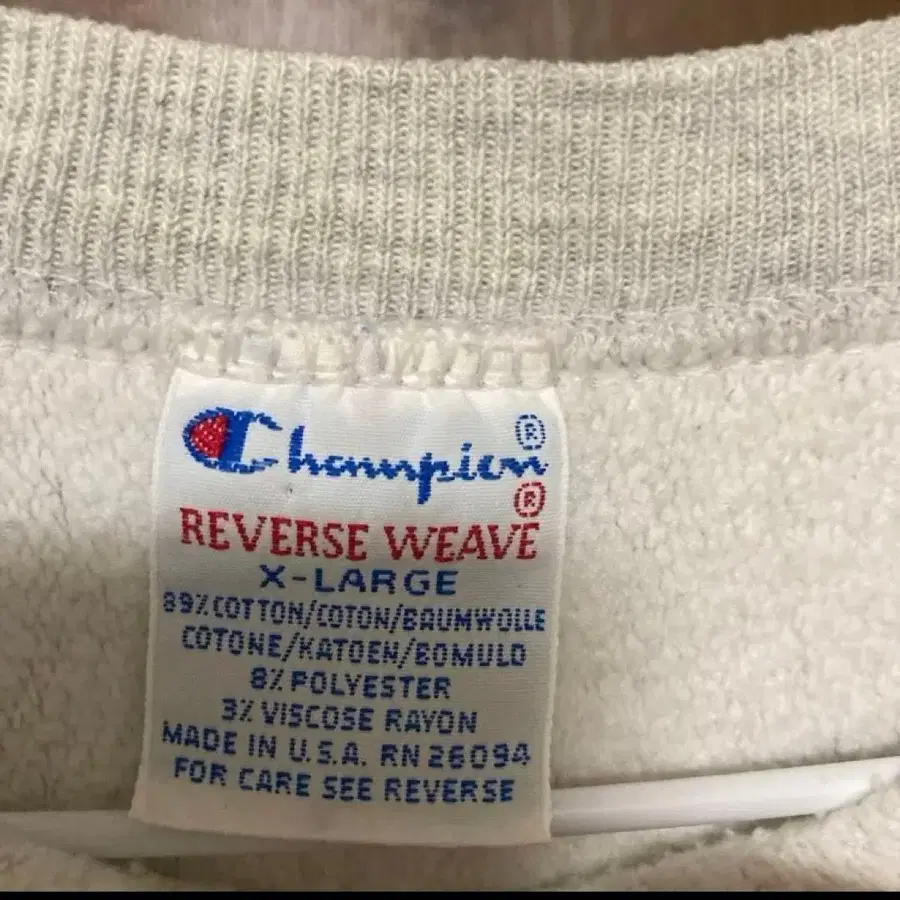 Champion®
®
REVERSE WEAVE
X-LARGE
89% COTTON/COTON/BAUMWOLLE
COTONE/KATOEN/BOMULD
8% POLYESTER
3% VISCOSE RAYON
MADE IN U.S.A. RN 26094
FOR CARE SEE REVERSE